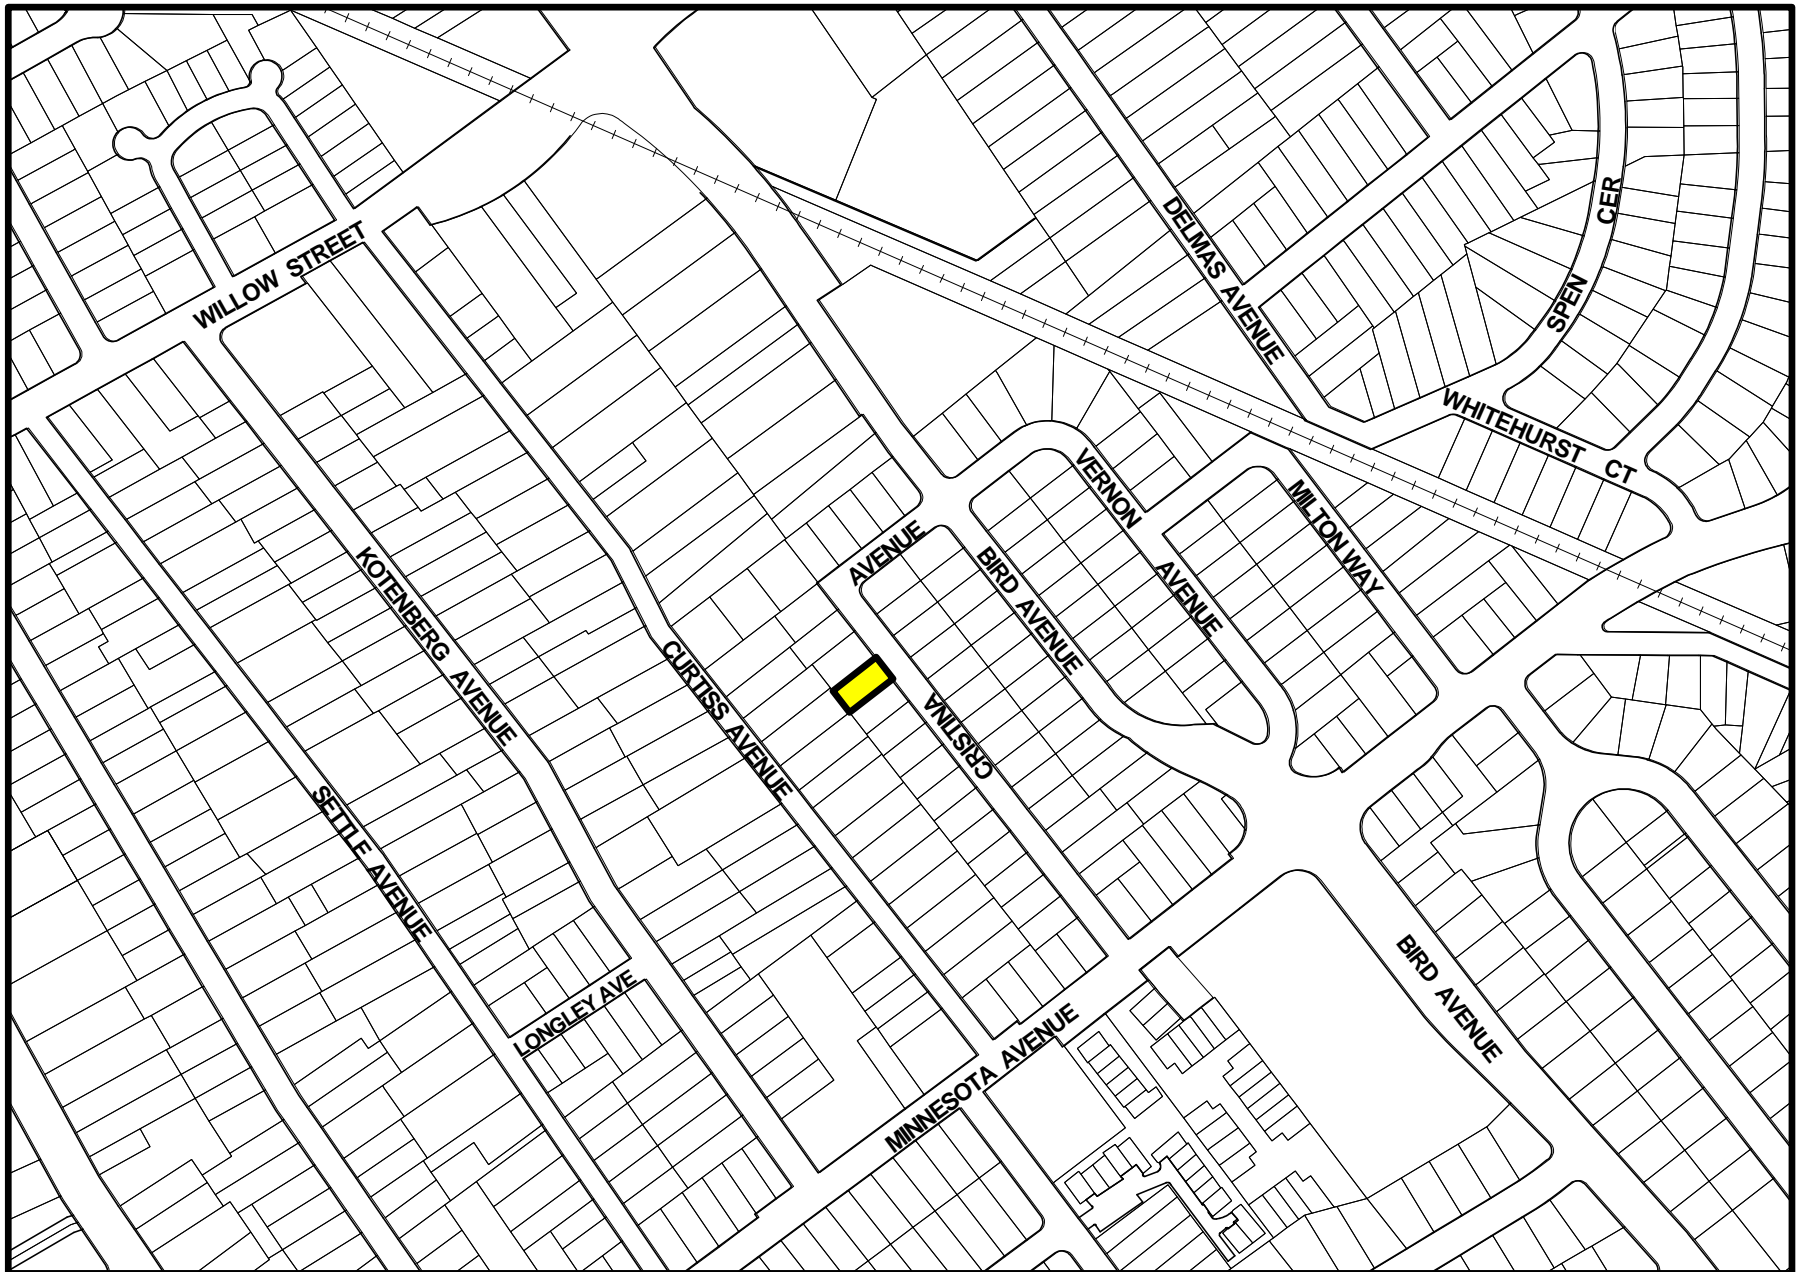 DELMAS AVENUE
SPEN CER
WILLOW STREET
WHITEHURST CT
VERNON AVENUE
MILTON WAY
AVENUE
BIRD AVENUE
KOTENBERG AVENUE
CURTISS AVENUE
CRISTINA
SETTLE AVENUE
BIRD AVENUE
LONGLEY AVE
MINNESOTA AVENUE